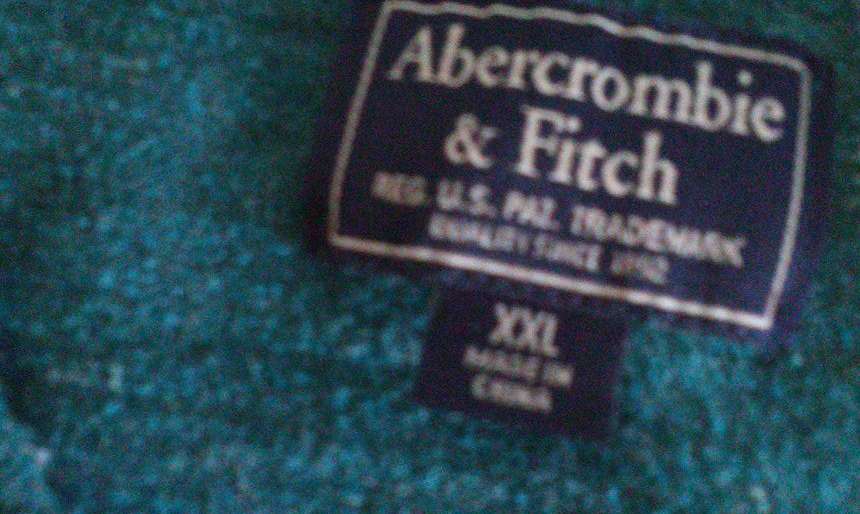 Abercrombie
& Fitch
REG. U.S. PAT. TRADEMARK
QUALITY SINCE 1892
XXL
MADE IN
CHINA